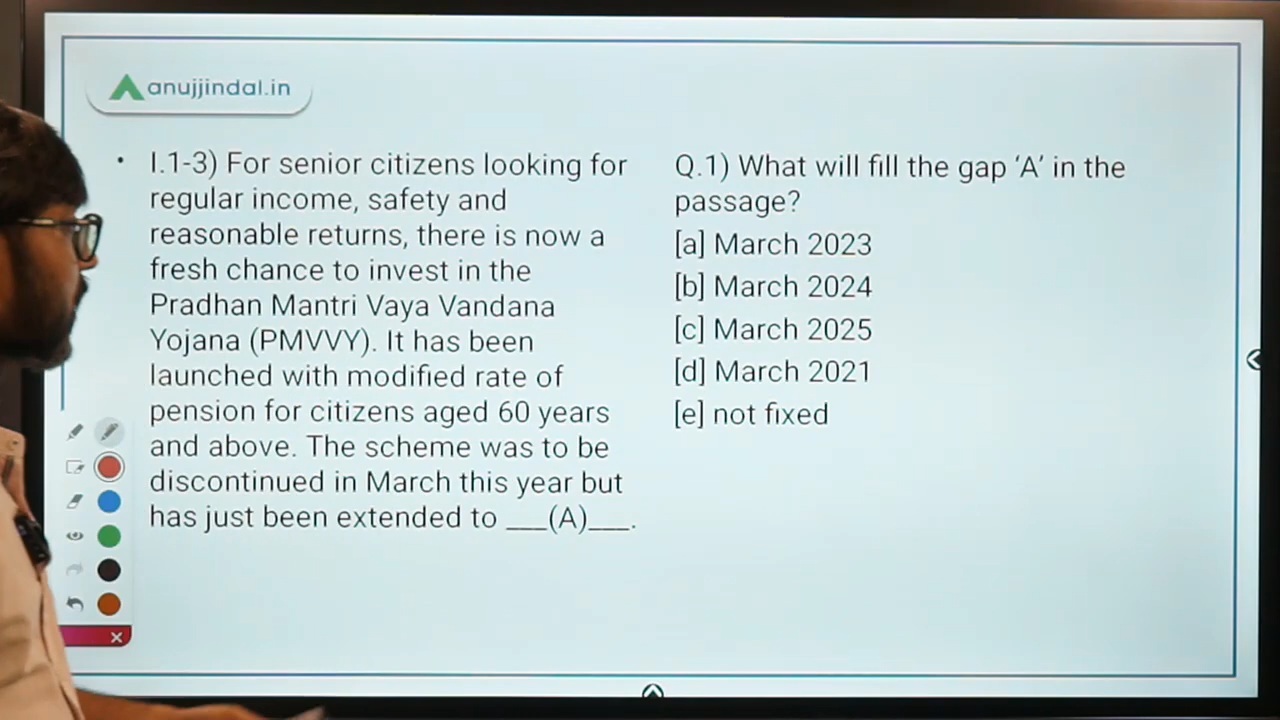 anujjindal.in
• I.1-3) For senior citizens looking for
regular income, safety and
reasonable returns, there is now a
fresh chance to invest in the
Pradhan Mantri Vaya Vandana
Yojana (PMVVY). It has been
launched with modified rate of
pension for citizens aged 60 years
and above. The scheme was to be
discontinued in March this year but
has just been extended to ___(A)___.
Q.1) What will fill the gap ‘A’ in the
passage?
[a] March 2023
[b] March 2024
[c] March 2025
[d] March 2021
[e] not fixed